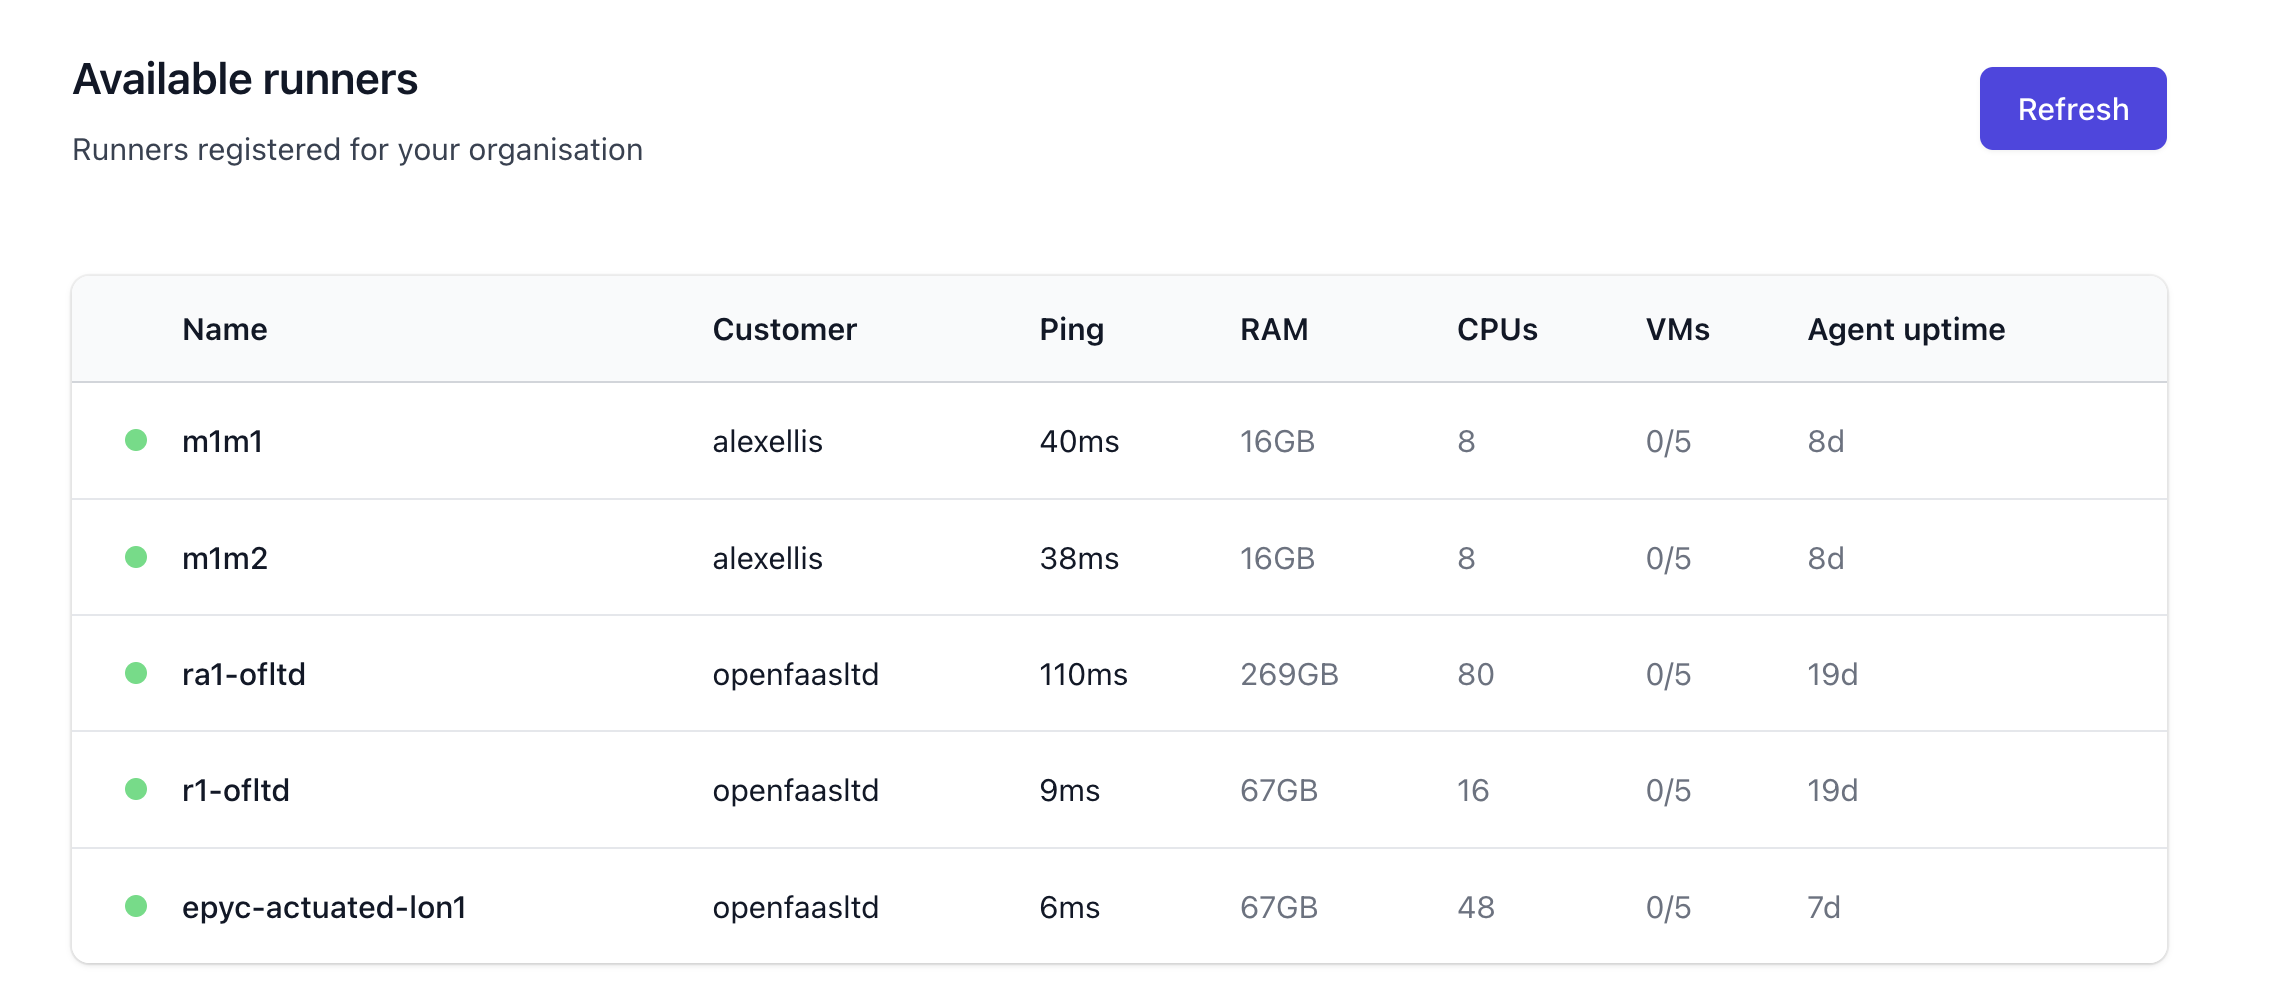 Available runners
Refresh
Runners registered for your organisation
Name Customer Ping RAM CPUs VMs Agent uptime
m1m1 alexellis 40ms 16GB 8 0/5 8d
m1m2 alexellis 38ms 16GB 8 0/5 8d
ra1-ofltd openfaasltd 110ms 269GB 80 0/5 19d
r1-ofltd openfaasltd 9ms 67GB 16 0/5 19d
epyc-actuated-lon1 openfaasltd 6ms 67GB 48 0/5 7d